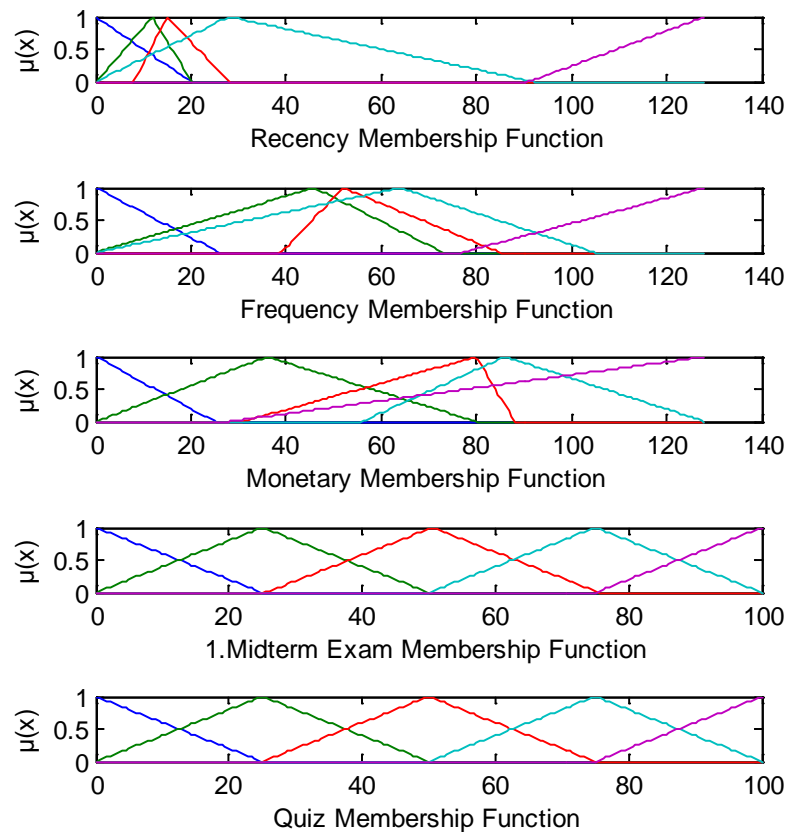 1
0.5
0
μ(x)
0 20 40 60 80 100 120 140
Recency Membership Function
1
0.5
0
μ(x)
0 20 40 60 80 100 120 140
Frequency Membership Function
1
0.5
0
μ(x)
0 20 40 60 80 100 120 140
Monetary Membership Function
1
0.5
0
μ(x)
0 20 40 60 80 100
1.Midterm Exam Membership Function
1
0.5
0
μ(x)
0 20 40 60 80 100
Quiz Membership Function